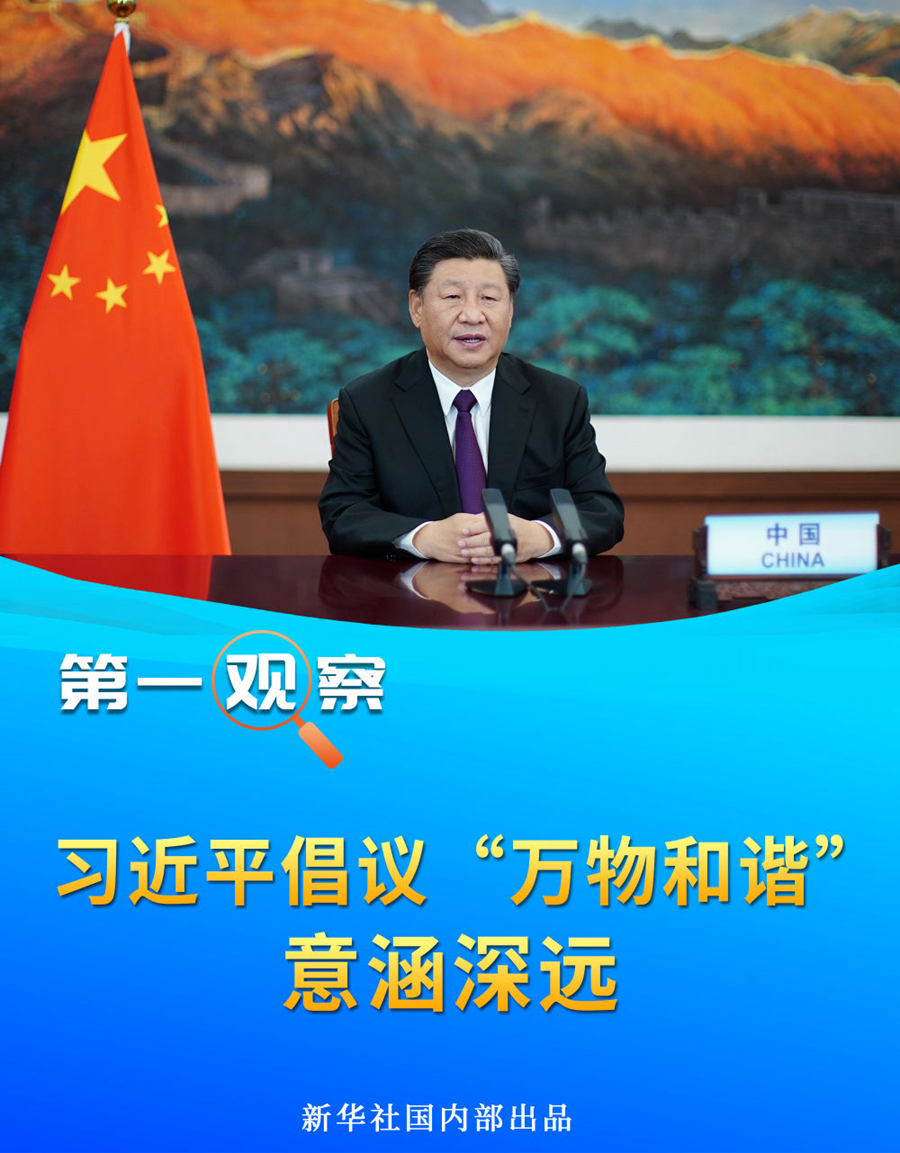 中国
CHINA
第一观察
习近平倡议“万物和谐”
意涵深远
新华社国内部出品